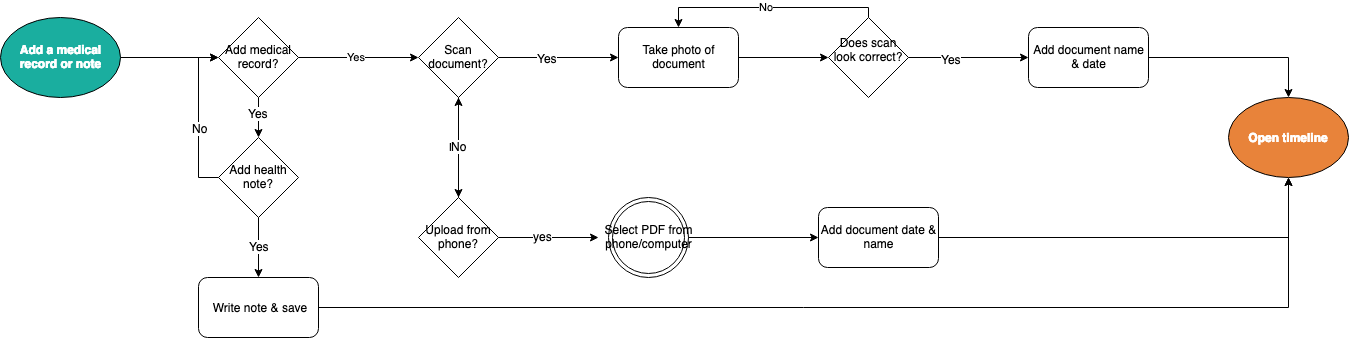 No
Add a medical
record or note
Add medical
record?
Yes
Scan
document?
Yes
Take photo of
document
Does scan
look correct?
Yes
Add document name
& date
Yes
No
Open timeline
No
Add health
note?
Upload from
phone?
yes
Select PDF from
phone/computer
Add document date &
name
Yes
Write note & save